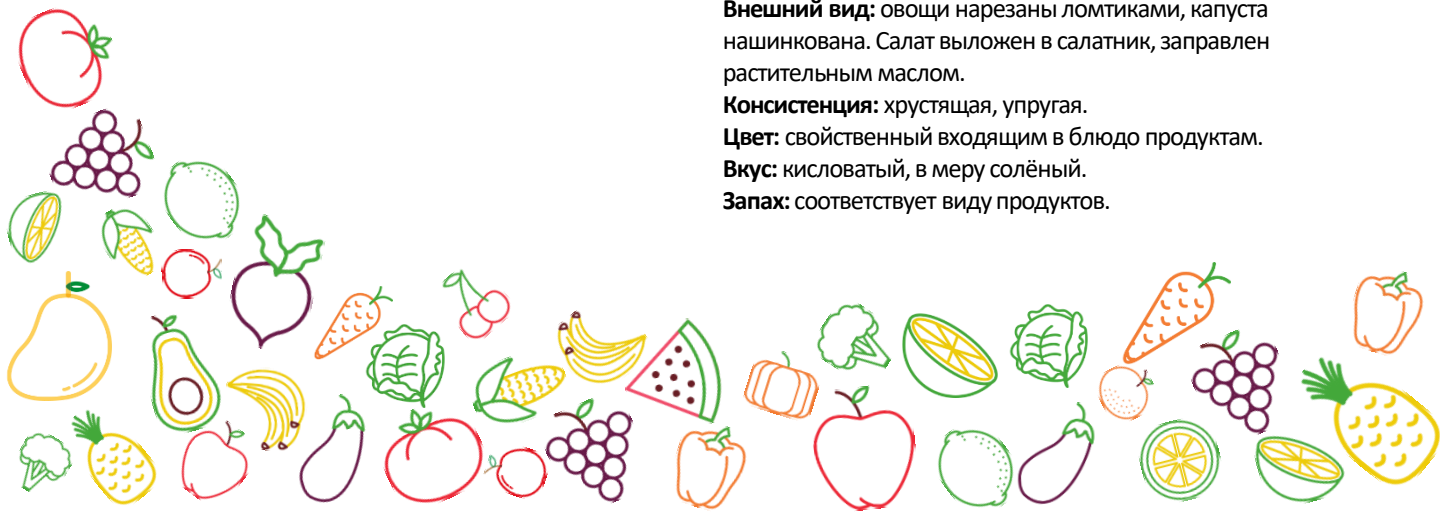 Внешний вид: овощи нарезаны ломтиками, капуста
нашинкована. Салат выложен в салатник, заправлен
растительным маслом.
Консистенция: хрустящая, упругая.
Цвет: свойственный входящим в блюдо продуктам.
Вкус: кисловатый, в меру солёный.
Запах: соответствует виду продуктов.